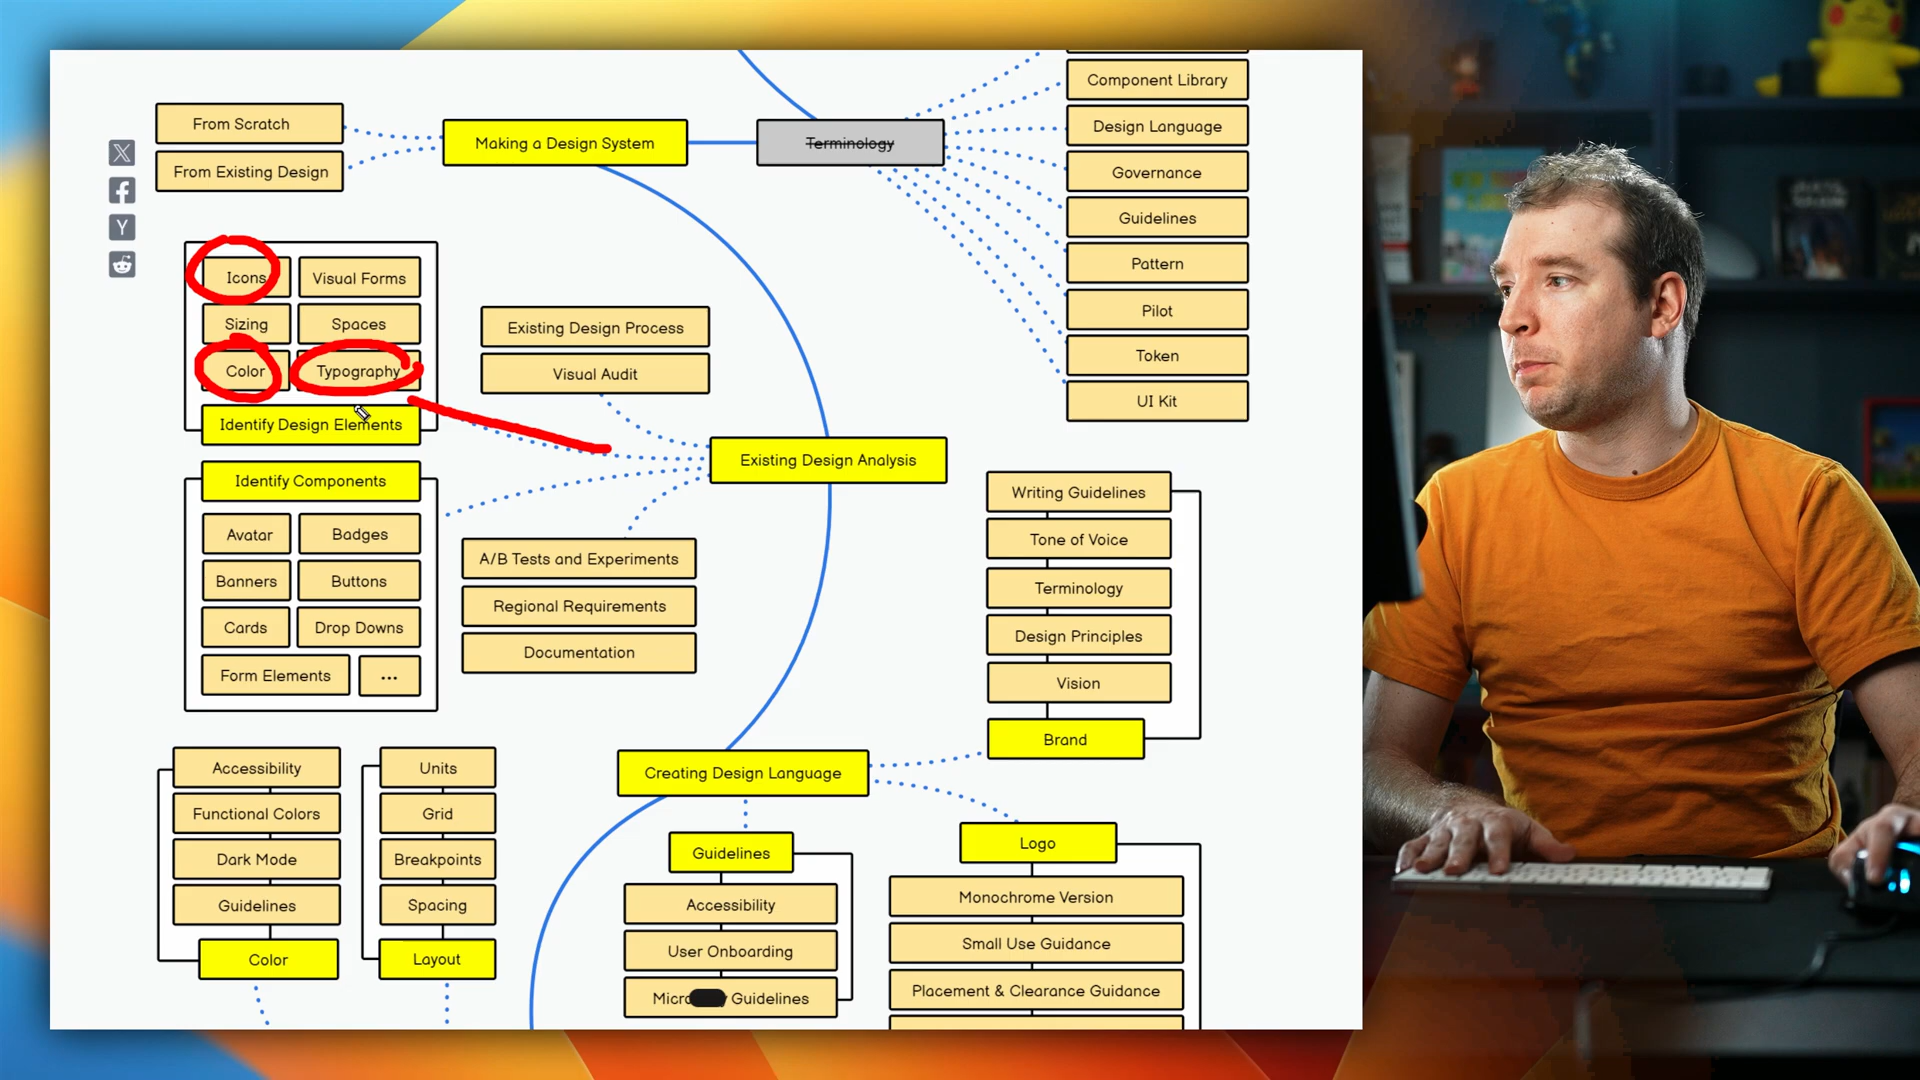 Component Library
From Scratch
Making a Design System
Terminology
Design Language
From Existing Design
Governance
Guidelines
Pattern
Pilot
Token
UI Kit
Icons
Visual Forms
Sizing
Spaces
Color
Typography
Identify Design Elements
Existing Design Process
Visual Audit
Existing Design Analysis
Identify Components
Avatar
Badges
Banners
Buttons
Cards
Drop Downs
Form Elements
...
A/B Tests and Experiments
Regional Requirements
Documentation
Writing Guidelines
Tone of Voice
Terminology
Design Principles
Vision
Brand
Creating Design Language
Accessibility
Functional Colors
Dark Mode
Guidelines
Color
Units
Grid
Breakpoints
Spacing
Layout
Guidelines
Accessibility
User Onboarding
Guidelines
Logo
Monochrome Version
Small Use Guidance
Placement & Clearance Guidance